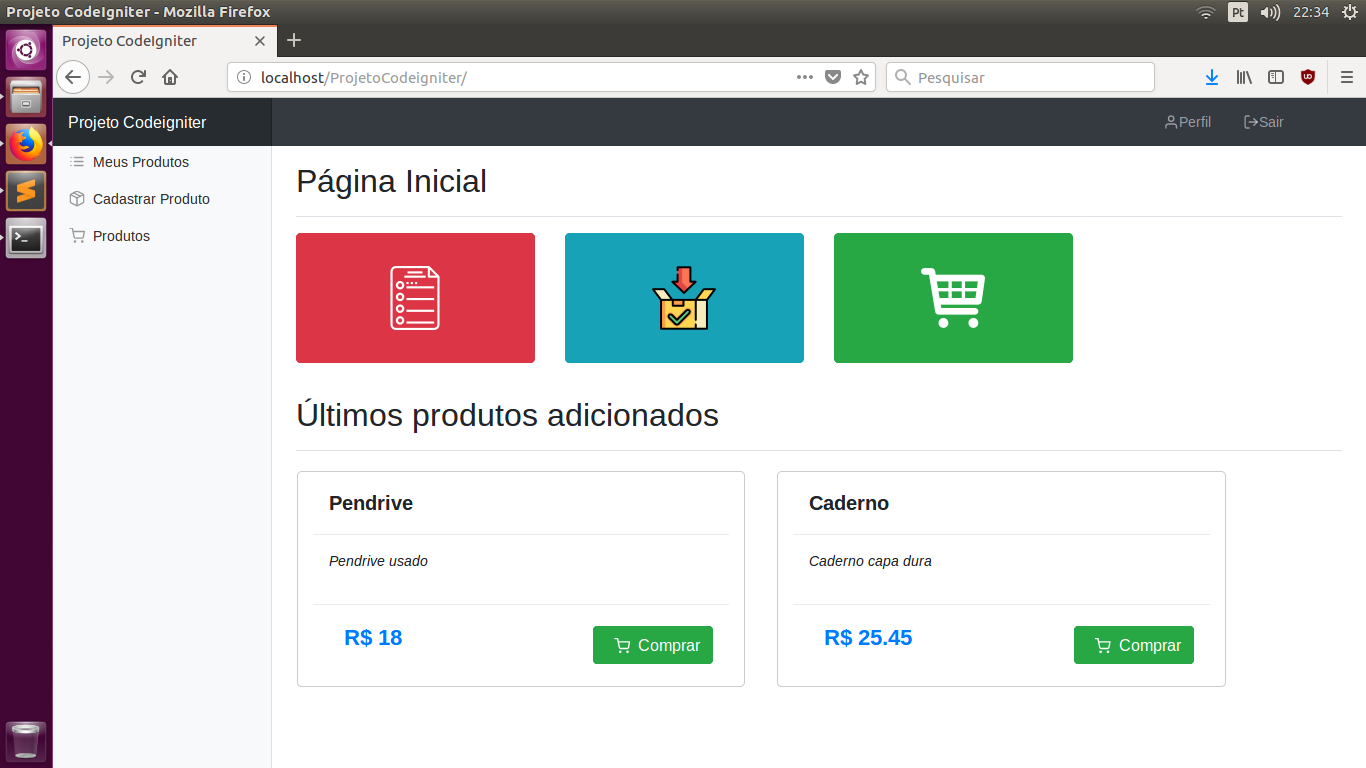 Projeto CodeIgniter - Mozilla Firefox
Pt
22:34
Projeto CodeIgniter
localhost/ProjetoCodeigniter/
Pesquisar
Projeto Codeigniter
Perfil
Sair
Meus Produtos
Cadastrar Produto
Produtos
Página Inicial
Últimos produtos adicionados
Pendrive
Pendrive usado
R$ 18
Comprar
Caderno
Caderno capa dura
R$ 25.45
Comprar